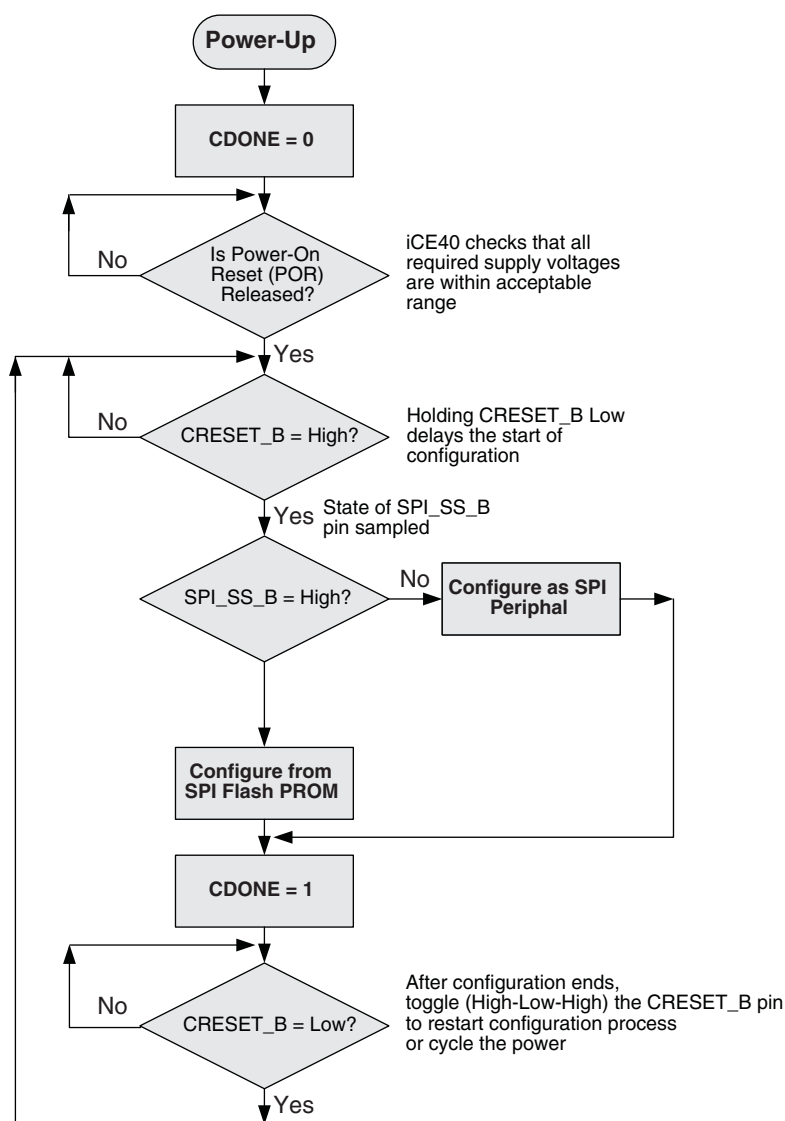 Power-Up
CDONE = 0
No
Is Power-On
Reset (POR)
Released?
iCE40 checks that all
required supply voltages
are within acceptable
range
Yes
No
CRESET_B = High?
Holding CRESET_B Low
delays the start of
configuration
Yes
State of SPI_SS_B
pin sampled
SPI_SS_B = High?
No
Configure as SPI
Periphal
Configure from
SPI Flash PROM
CDONE = 1
No
CRESET_B = Low?
After configuration ends,
toggle (High-Low-High) the CRESET_B pin
to restart configuration process
or cycle the power
Yes